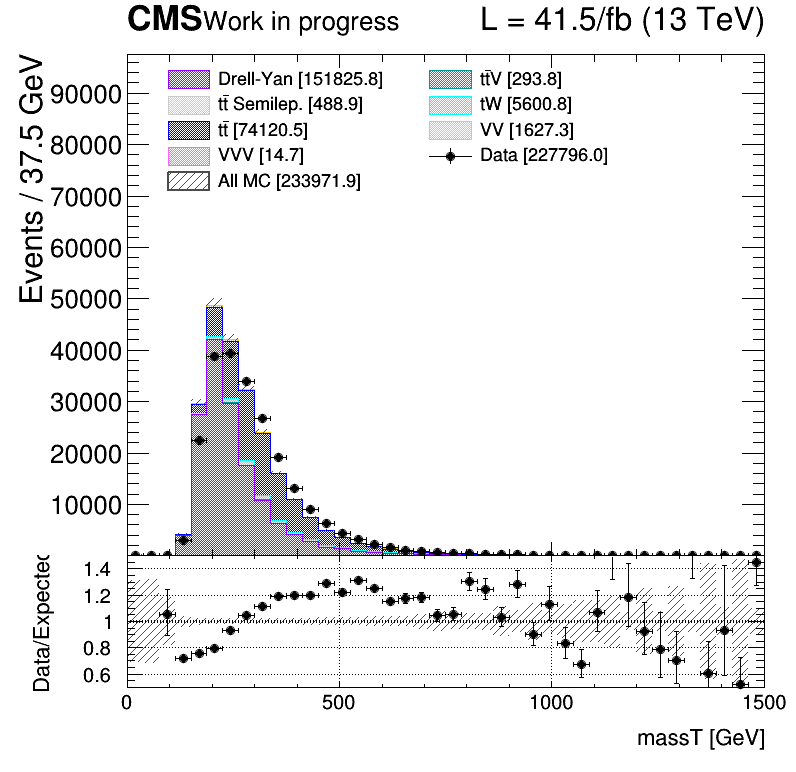 CMS Work in progress L = 41.5/fb (13 TeV)
Events / 37.5 GeV
90000
80000
70000
60000
50000
40000
30000
20000
10000
Drell-Yan [151825.8]
tt̄ Semilep. [488.9]
tt̄ [74120.5]
VVV [14.7]
All MC [233971.9]
tt̄V [293.8]
tW [5600.8]
VV [1627.3]
Data [227796.0]
Data/Expected
1.4
1.2
1
0.8
0.6
0 500 1000 1500
massT [GeV]